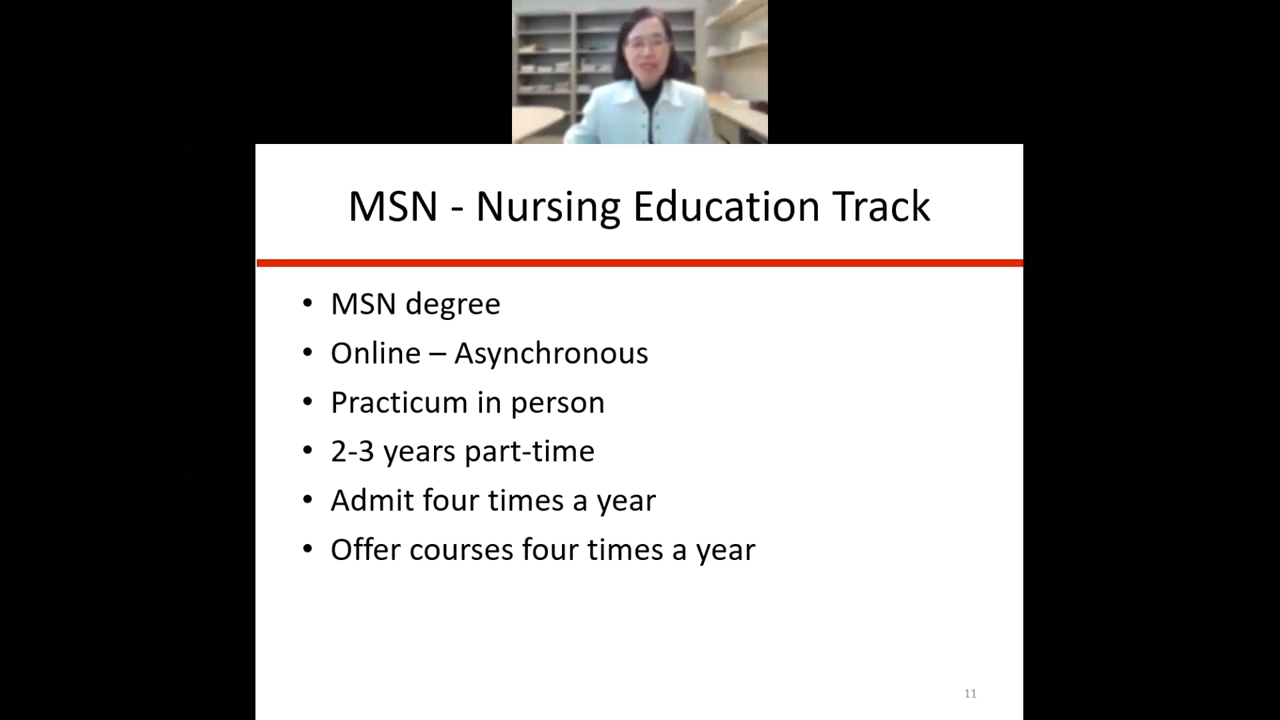 MSN - Nursing Education Track
• MSN degree
• Online – Asynchronous
• Practicum in person
• 2-3 years part-time
• Admit four times a year
• Offer courses four times a year
11